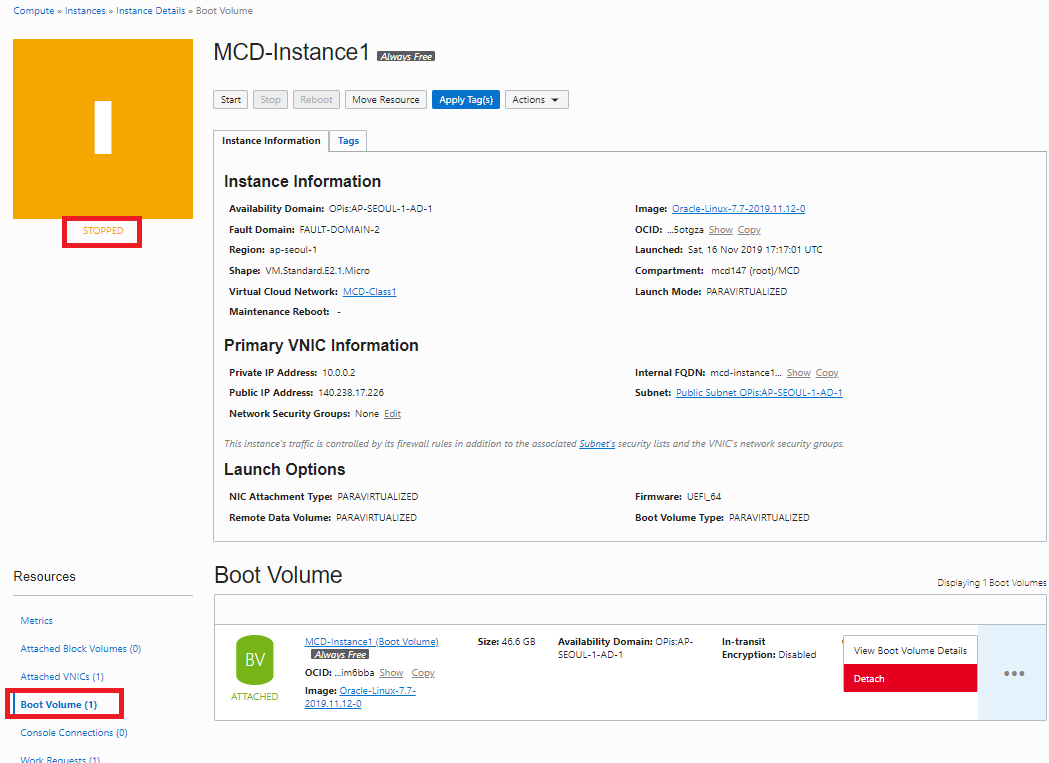 Compute » Instances » Instance Details » Boot Volume
MCD-Instance1 Always Free
Start Stop Reboot Move Resource Apply Tag(s) Actions
Instance Information Tags
STOPPED
Instance Information
Availability Domain: OPis:AP-SEOUL-1-AD-1
Fault Domain: FAULT-DOMAIN-2
Region: ap-seoul-1
Shape: VM.Standard.E2.1.Micro
Virtual Cloud Network: MCD-Class1
Maintenance Reboot: -
Image: Oracle-Linux-7.7-2019.11.12-0
OCID: ...5otgza Show Copy
Launched: Sat, 16 Nov 2019 17:17:01 UTC
Compartment: mcd147 (root)/MCD
Launch Mode: PARAVIRTUALIZED
Primary VNIC Information
Private IP Address: 10.0.0.2
Public IP Address: 140.238.17.226
Network Security Groups: None Edit
Internal FQDN: mcd-instance1... Show Copy
Subnet: Public Subnet OPis:AP-SEOUL-1-AD-1
This instance's traffic is controlled by its firewall rules in addition to the associated Subnet's security lists and the VNIC's network security groups.
Launch Options
NIC Attachment Type: PARAVIRTUALIZED
Remote Data Volume: PARAVIRTUALIZED
Firmware: UEFI_64
Boot Volume Type: PARAVIRTUALIZED
Resources
Metrics
Attached Block Volumes (0)
Attached VNICs (1)
Boot Volume (1)
Console Connections (0)
Work Requests (1)
Boot Volume
Displaying 1 Boot Volumes
BV
ATTACHED
MCD-Instance1 (Boot Volume)
Always Free
OCID: ...im6bba Show Copy
Image: Oracle-Linux-7.7-
2019.11.12-0
Size: 46.6 GB
Availability Domain: OPis:AP-
SEOUL-1-AD-1
In-transit
Encryption: Disabled
View Boot Volume Details
Detach